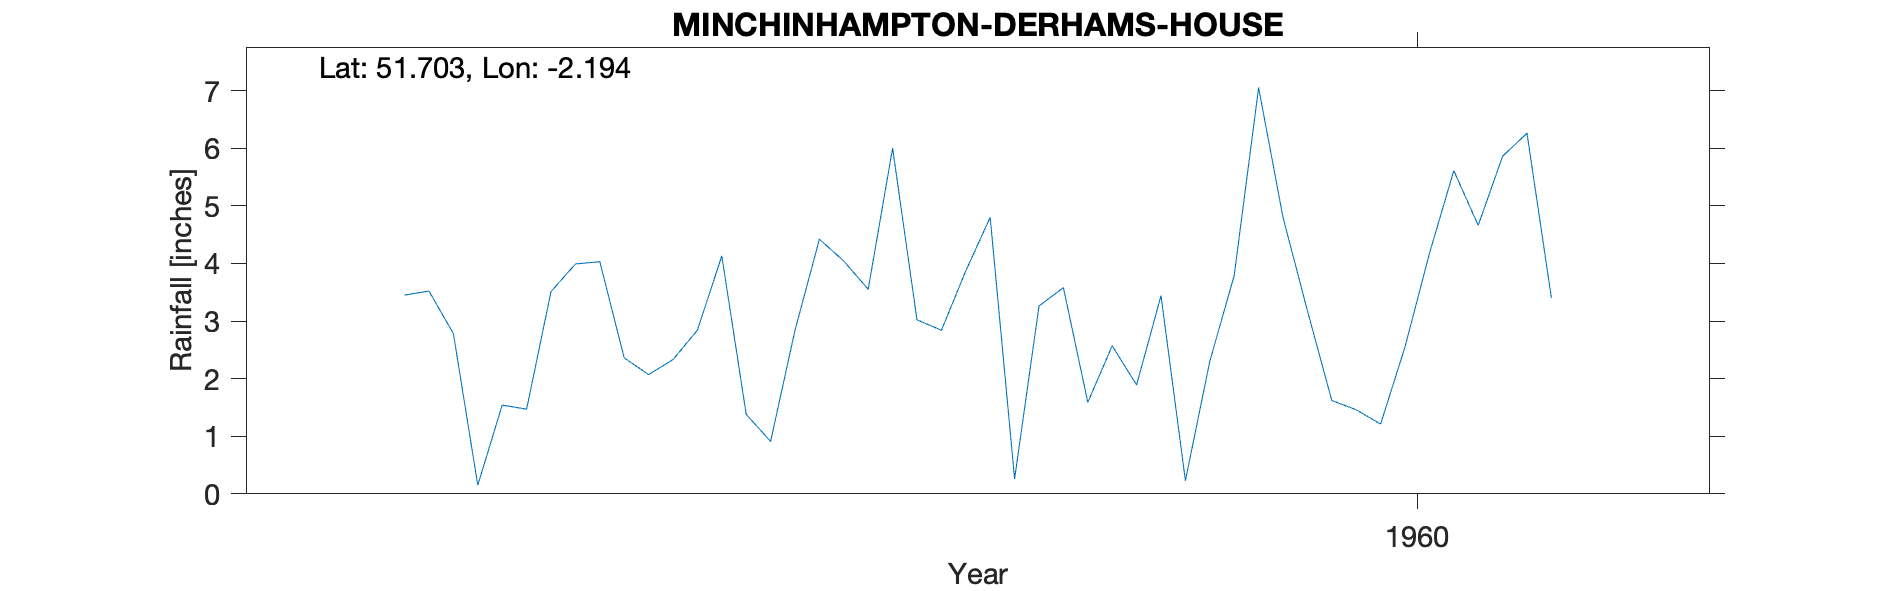 MINCHINHAMPTON-DERHAMS-HOUSE
Lat: 51.703, Lon: -2.194
7
6
5
4
3
2
1
0
Rainfall [inches]
1960
Year